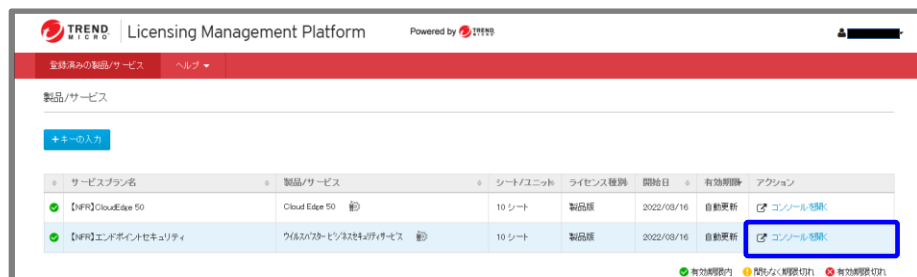 TREND MICRO Licensing Management Platform Powered by TREND MICRO
登録済みの製品/サービス ヘルプ
製品/サービス
+キーの入力
サービスプラン名 製品/サービス シート/ユニット ライセンス種別 開始日 有効期限 アクション
【NFR】CloudEdge 50 Cloud Edge 50 10 シート 製品版 2022/03/16 自動更新 コンソールを開く
【NFR】エンドポイントセキュリティ ウイルスバスター ビジネスセキュリティサービス 10 シート 製品版 2022/03/16 自動更新 コンソールを開く
有効期限内 間もなく期限切れ 有効期限切れ